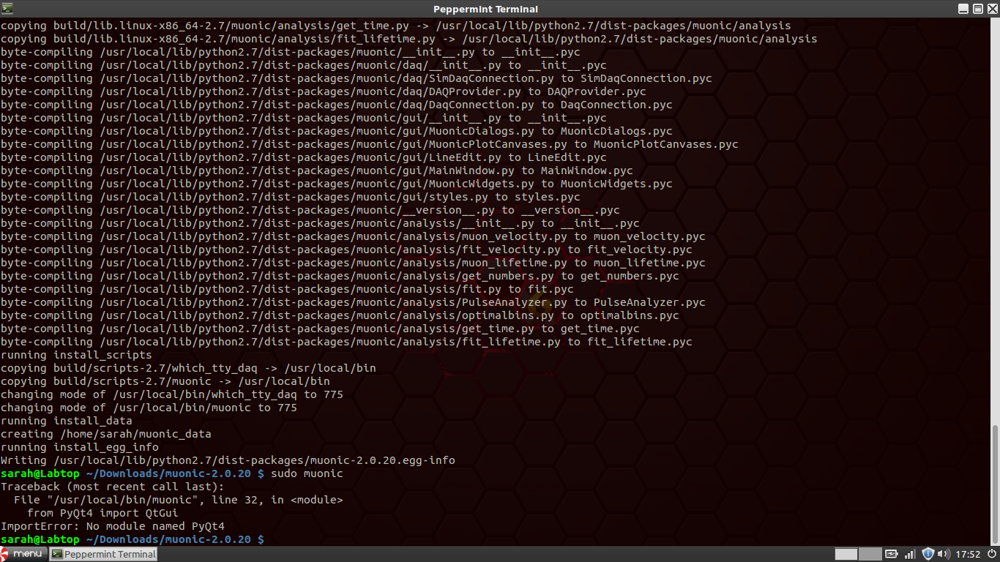 Peppermint Terminal
copying build/lib.linux-x86_64-2.7/muonic/analysis/get_time.py -> /usr/local/lib/python2.7/dist-packages/muonic/analysis
copying build/lib.linux-x86_64-2.7/muonic/analysis/fit_lifetime.py -> /usr/local/lib/python2.7/dist-packages/muonic/analysis
byte-compiling /usr/local/lib/python2.7/dist-packages/muonic/__init__.py to __init__.pyc
byte-compiling /usr/local/lib/python2.7/dist-packages/muonic/daq/__init__.py to __init__.pyc
byte-compiling /usr/local/lib/python2.7/dist-packages/muonic/daq/SimDaqConnection.py to SimDaqConnection.pyc
byte-compiling /usr/local/lib/python2.7/dist-packages/muonic/daq/DAQProvider.py to DAQProvider.pyc
byte-compiling /usr/local/lib/python2.7/dist-packages/muonic/daq/DaqConnection.py to DaqConnection.pyc
byte-compiling /usr/local/lib/python2.7/dist-packages/muonic/gui/__init__.py to __init__.pyc
byte-compiling /usr/local/lib/python2.7/dist-packages/muonic/gui/MuonicDialogs.py to MuonicDialogs.pyc
byte-compiling /usr/local/lib/python2.7/dist-packages/muonic/gui/MuonicPlotCanvases.py to MuonicPlotCanvases.pyc
byte-compiling /usr/local/lib/python2.7/dist-packages/muonic/gui/LineEdit.py to LineEdit.pyc
byte-compiling /usr/local/lib/python2.7/dist-packages/muonic/gui/MainWindow.py to MainWindow.pyc
byte-compiling /usr/local/lib/python2.7/dist-packages/muonic/gui/MuonicWidgets.py to MuonicWidgets.pyc
byte-compiling /usr/local/lib/python2.7/dist-packages/muonic/gui/styles.py to styles.pyc
byte-compiling /usr/local/lib/python2.7/dist-packages/muonic/__version__.py to __version__.pyc
byte-compiling /usr/local/lib/python2.7/dist-packages/muonic/analysis/__init__.py to __init__.pyc
byte-compiling /usr/local/lib/python2.7/dist-packages/muonic/analysis/muon_velocity.py to muon_velocity.pyc
byte-compiling /usr/local/lib/python2.7/dist-packages/muonic/analysis/fit_velocity.py to fit_velocity.pyc
byte-compiling /usr/local/lib/python2.7/dist-packages/muonic/analysis/muon_lifetime.py to muon_lifetime.pyc
byte-compiling /usr/local/lib/python2.7/dist-packages/muonic/analysis/get_numbers.py to get_numbers.pyc
byte-compiling /usr/local/lib/python2.7/dist-packages/muonic/analysis/fit.py to fit.pyc
byte-compiling /usr/local/lib/python2.7/dist-packages/muonic/analysis/PulseAnalyzer.py to PulseAnalyzer.pyc
byte-compiling /usr/local/lib/python2.7/dist-packages/muonic/analysis/optimalbins.py to optimalbins.pyc
byte-compiling /usr/local/lib/python2.7/dist-packages/muonic/analysis/get_time.py to get_time.pyc
byte-compiling /usr/local/lib/python2.7/dist-packages/muonic/analysis/fit_lifetime.py to fit_lifetime.pyc
running install_scripts
copying build/scripts-2.7/which_tty_daq -> /usr/local/bin
copying build/scripts-2.7/muonic -> /usr/local/bin
changing mode of /usr/local/bin/which_tty_daq to 775
changing mode of /usr/local/bin/muonic to 775
running install_data
creating /home/sarah/muonic_data
running install_egg_info
Writing /usr/local/lib/python2.7/dist-packages/muonic-2.0.20.egg-info
sarah@Labtop ~/Downloads/muonic-2.0.20 $ sudo muonic
Traceback (most recent call last):
  File "/usr/local/bin/muonic", line 32, in <module>
    from PyQt4 import QtGui
ImportError: No module named PyQt4
sarah@Labtop ~/Downloads/muonic-2.0.20 $
menu Peppermint Terminal 17:52